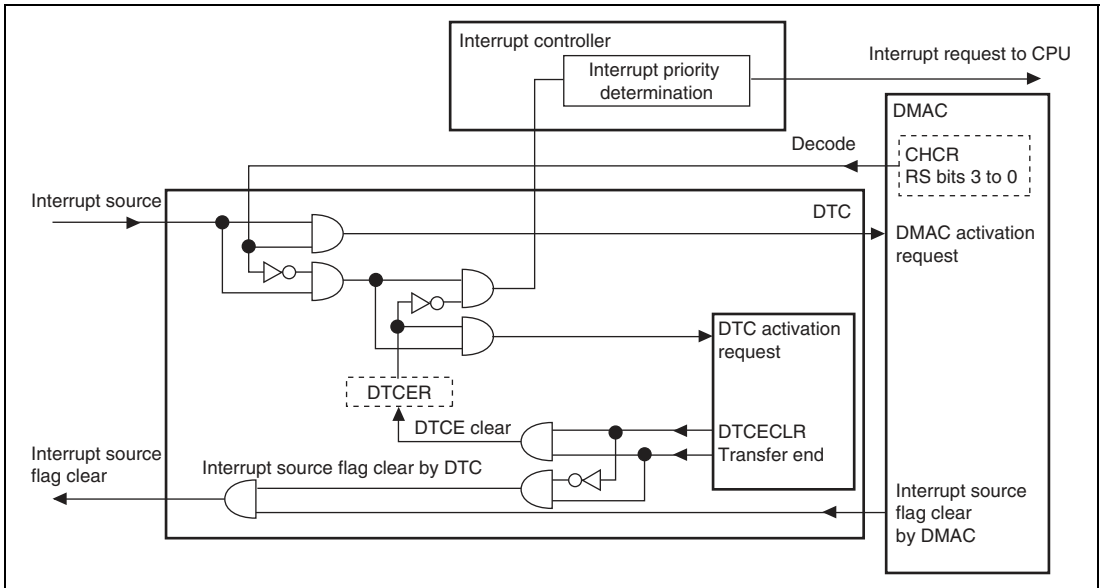 Interrupt controller
Interrupt priority
determination
Interrupt request to CPU
DMAC
Decode
CHCR
RS bits 3 to 0
Interrupt source
DTC
DMAC activation
request
DTC activation
request
DTCER
DTCE clear
DTCECLR
Transfer end
Interrupt source
flag clear
Interrupt source flag clear by DTC
Interrupt source
flag clear
by DMAC